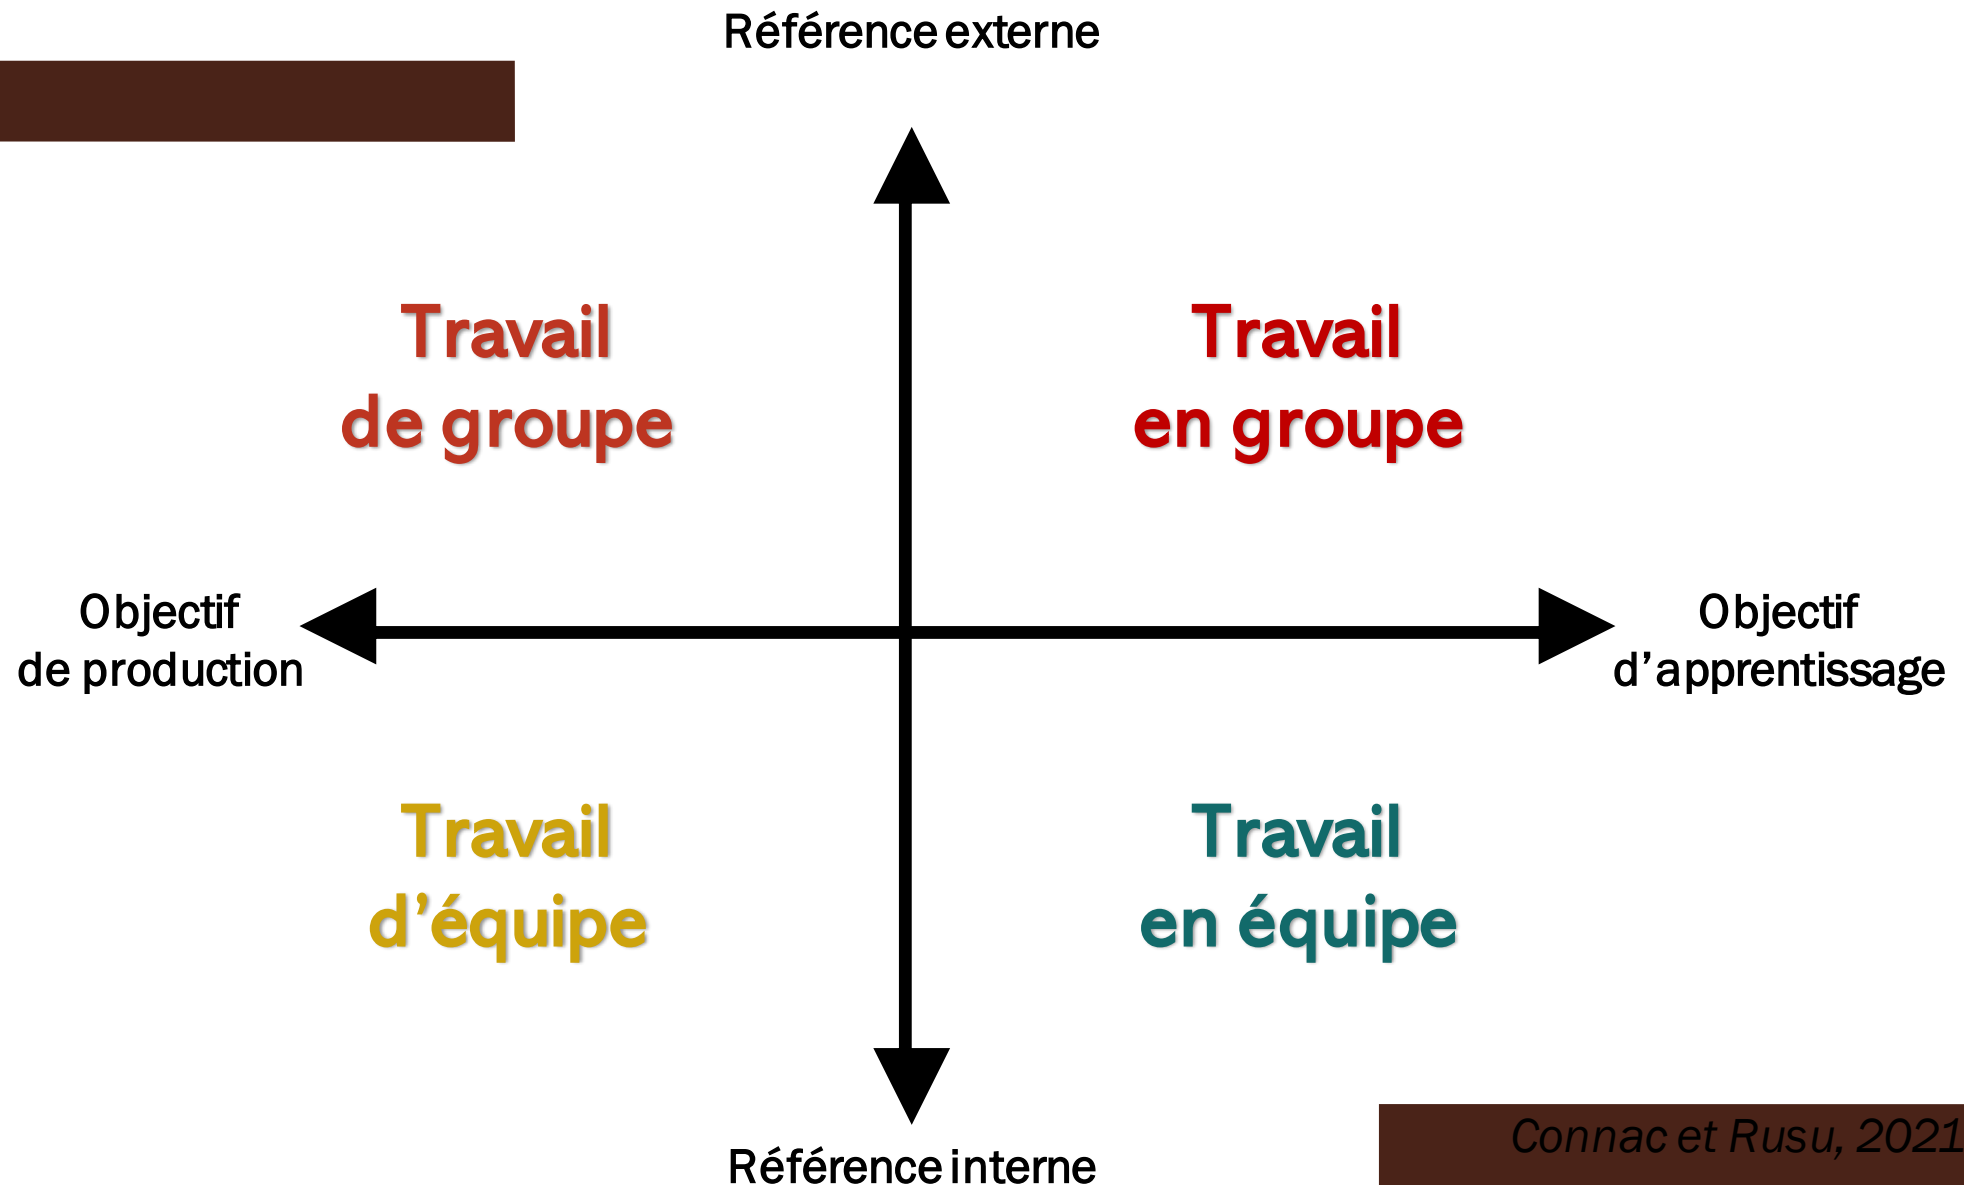 Référence externe
Travail
de groupe
Travail
en groupe
Objectif
de production
Objectif
d’apprentissage
Travail
d’équipe
Travail
en équipe
Connac et Rusu, 2021
Référence interne